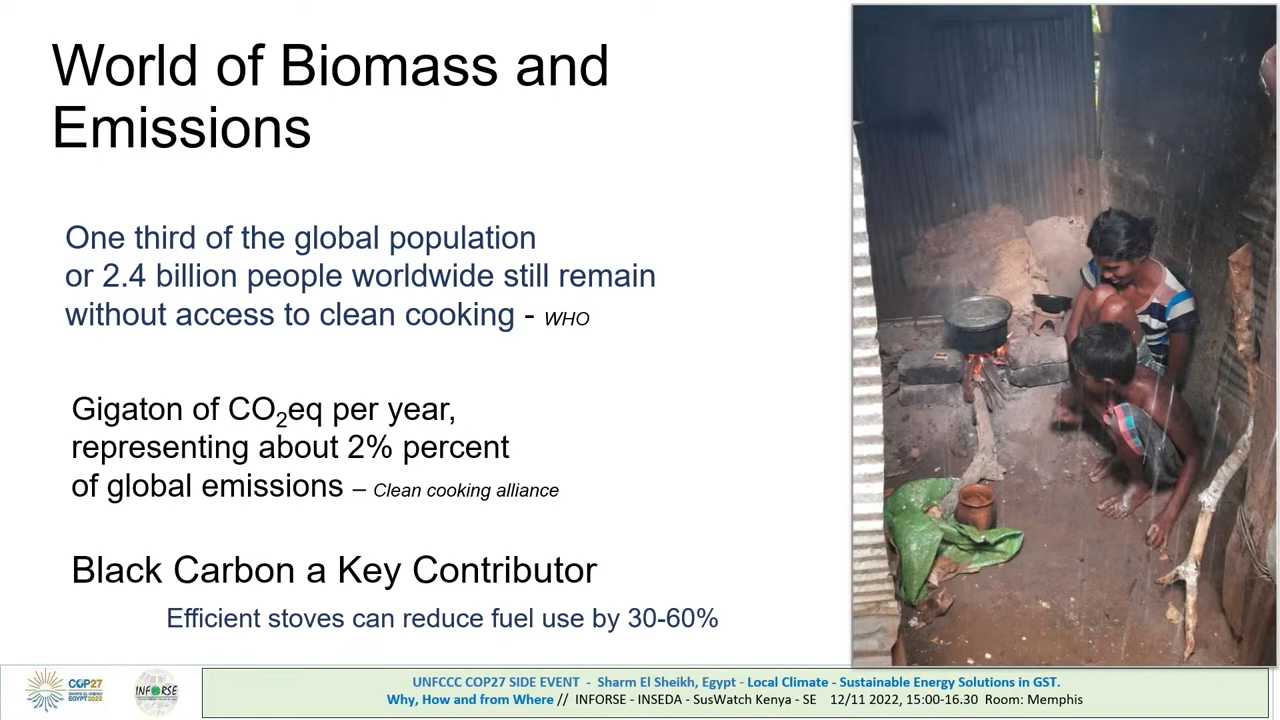 World of Biomass and
Emissions
One third of the global population
or 2.4 billion people worldwide still remain
without access to clean cooking - WHO
Gigaton of CO₂eq per year,
representing about 2% percent
of global emissions – Clean cooking alliance
Black Carbon a Key Contributor
Efficient stoves can reduce fuel use by 30-60%
COP27
SHARM EL-SHEIKH
EGYPT2022
INFORSE
UNFCCC COP27 SIDE EVENT - Sharm El Sheikh, Egypt - Local Climate - Sustainable Energy Solutions in GST.
Why, How and from Where // INFORSE - INSEDA - SusWatch Kenya - SE 12/11 2022, 15:00-16.30 Room: Memphis